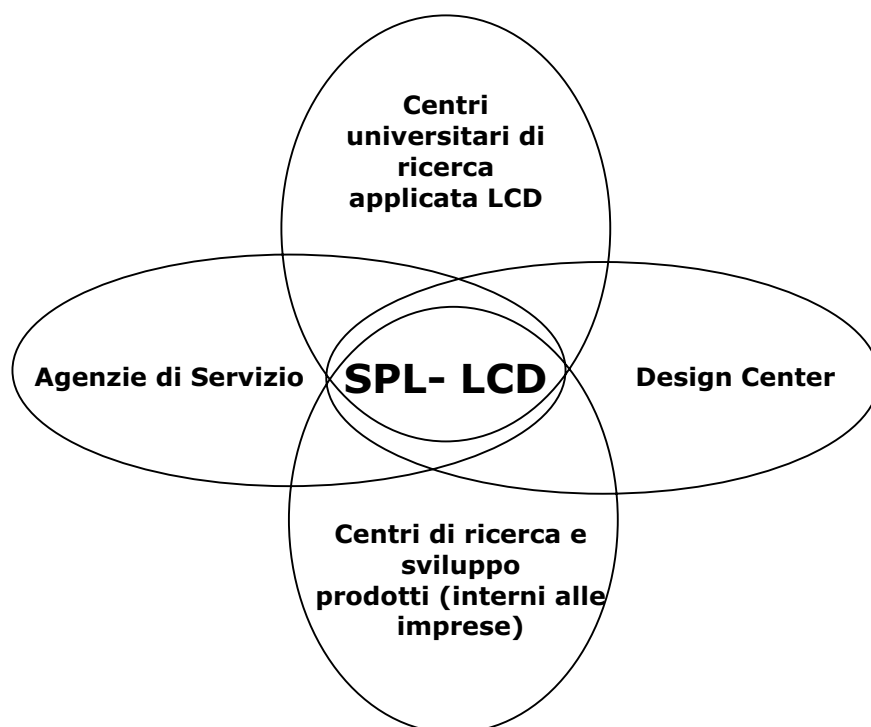 Centri
universitari di
ricerca
applicata LCD
Agenzie di Servizio
SPL- LCD
Design Center
Centri di ricerca e
sviluppo
prodotti (interni alle
imprese)